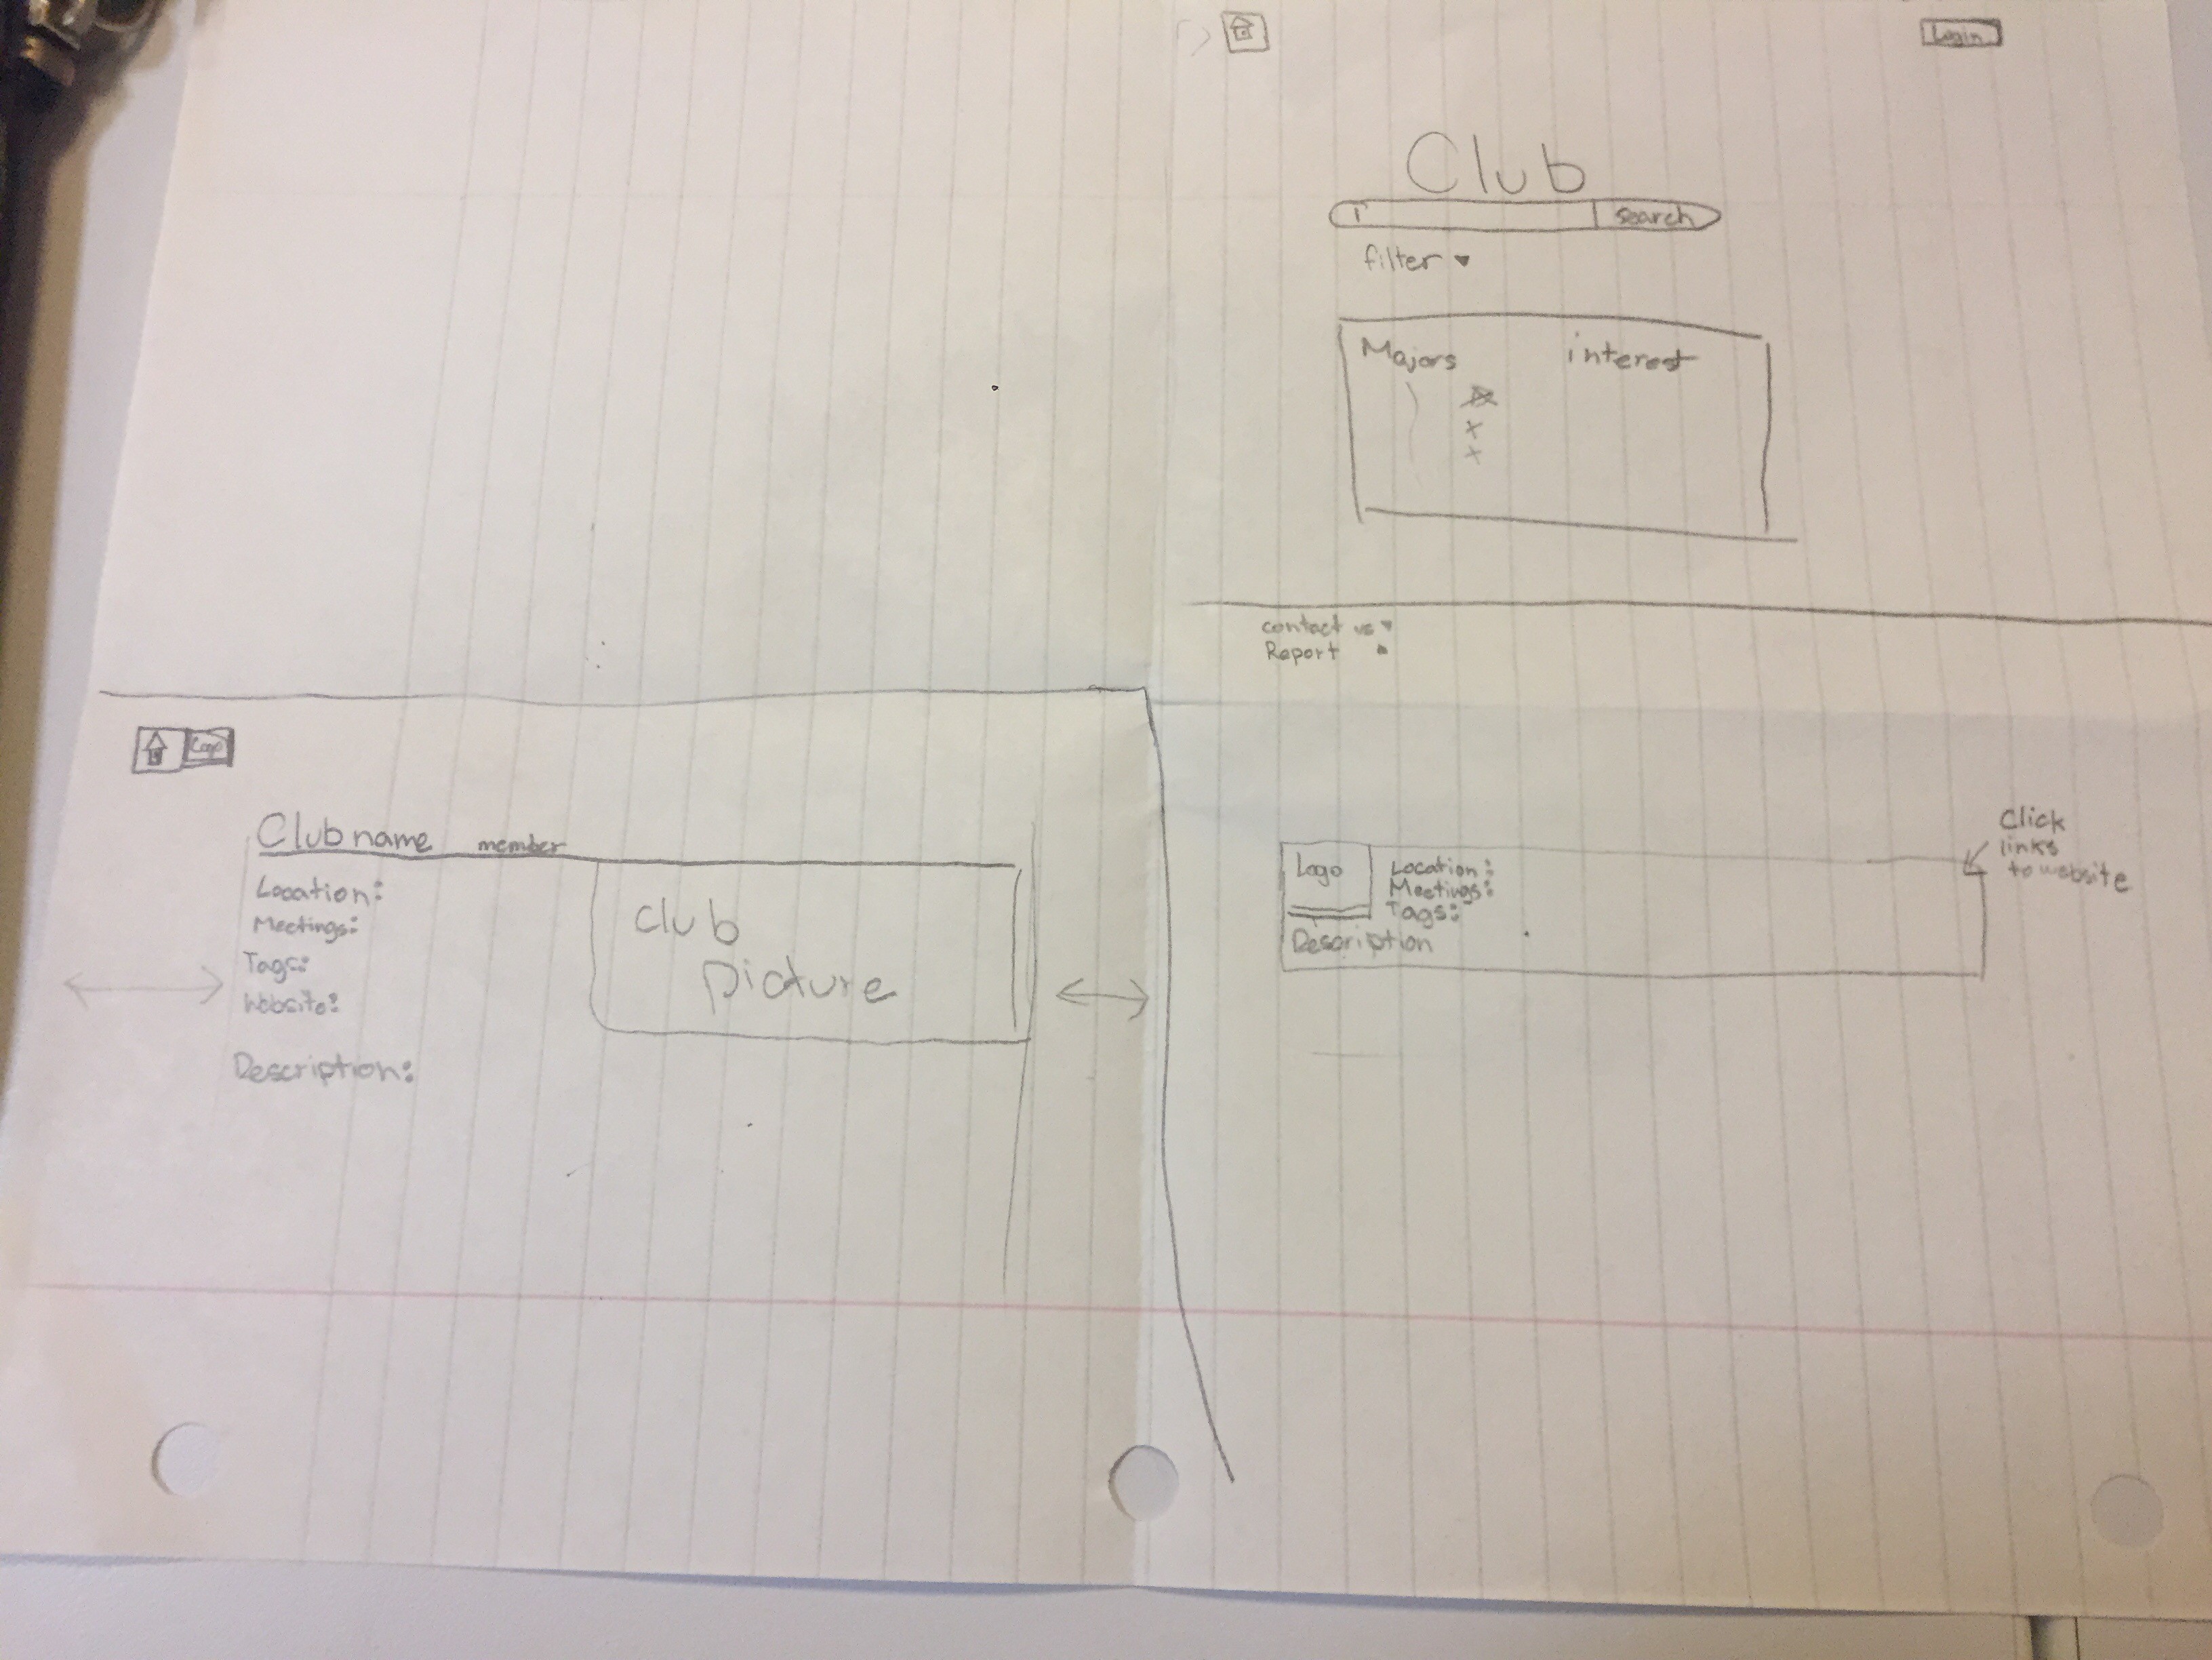 Login
Club
search
filter
Majors interest
contact us
Report
Logo
Club name member
Location:
Meetings:
Tags:
Website:
Description:
Club
Picture
Logo
Location:
Meetings:
Tags:
Description
Click
links
to website